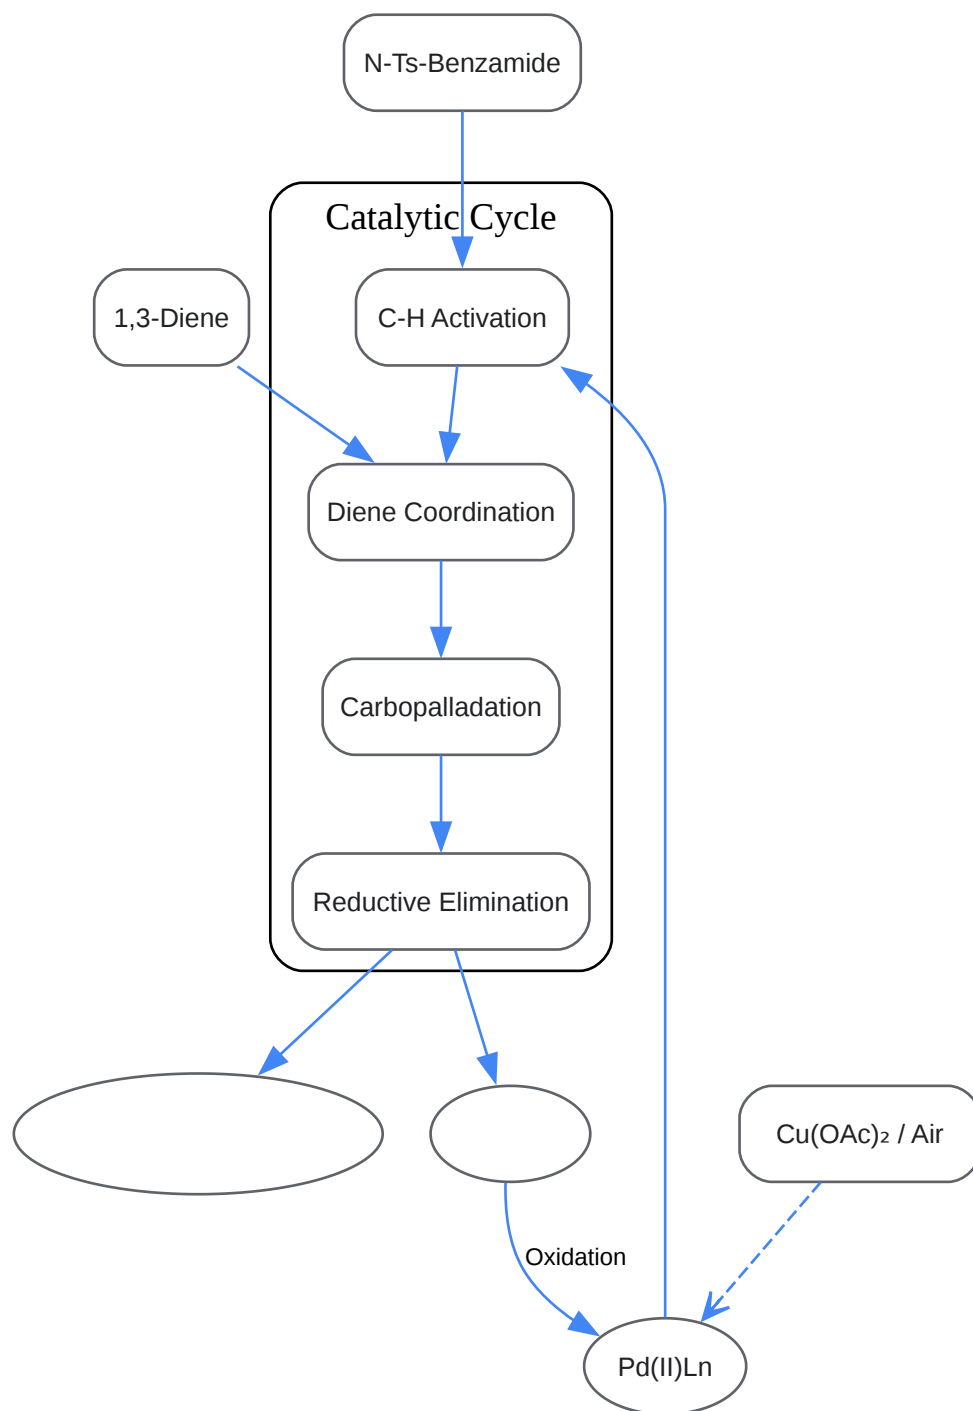 N-Ts-Benzamide
Catalytic Cycle
1,3-Diene
C-H Activation
Diene Coordination
Carbopalladation
Reductive Elimination
Cu(OAc)₂ / Air
Oxidation
Pd(II)Ln